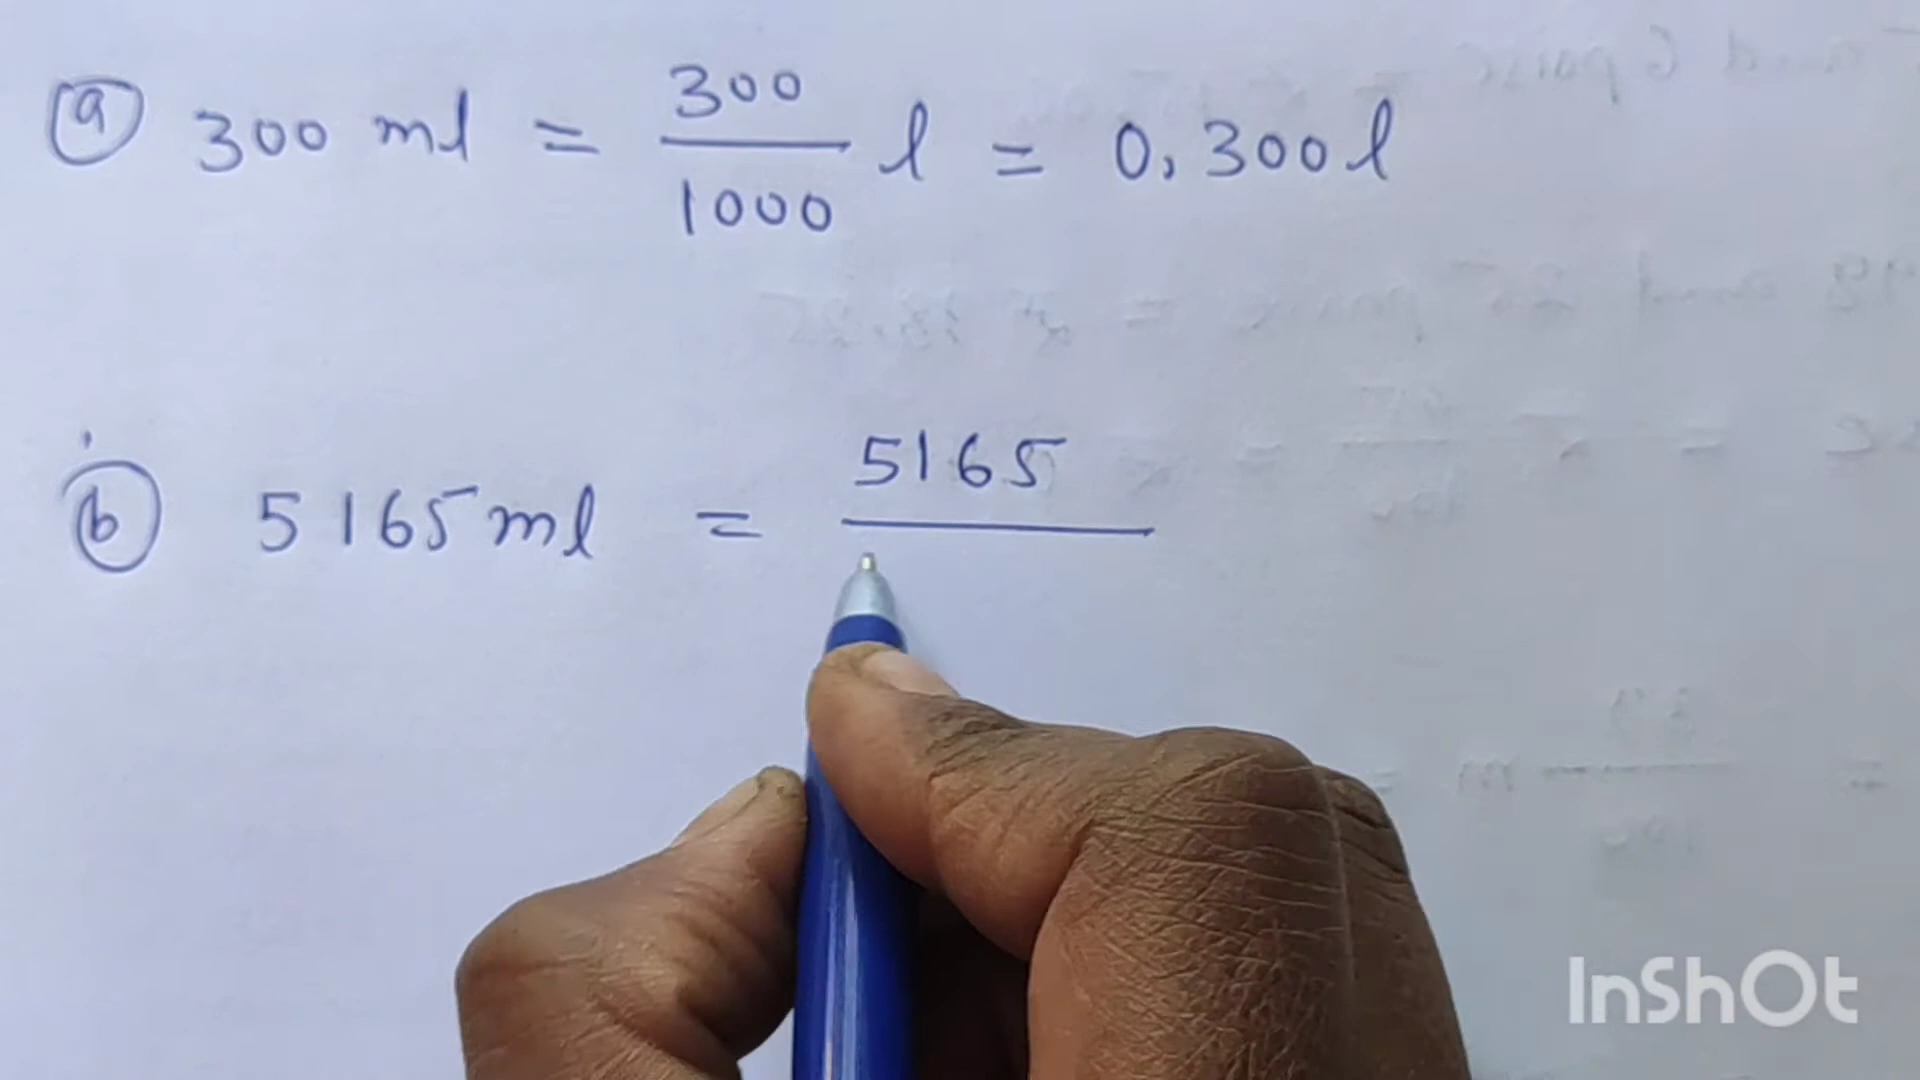 (a) 300 ml = 300/1000 l = 0.300 l
(b) 5165 ml = 5165
InShOt